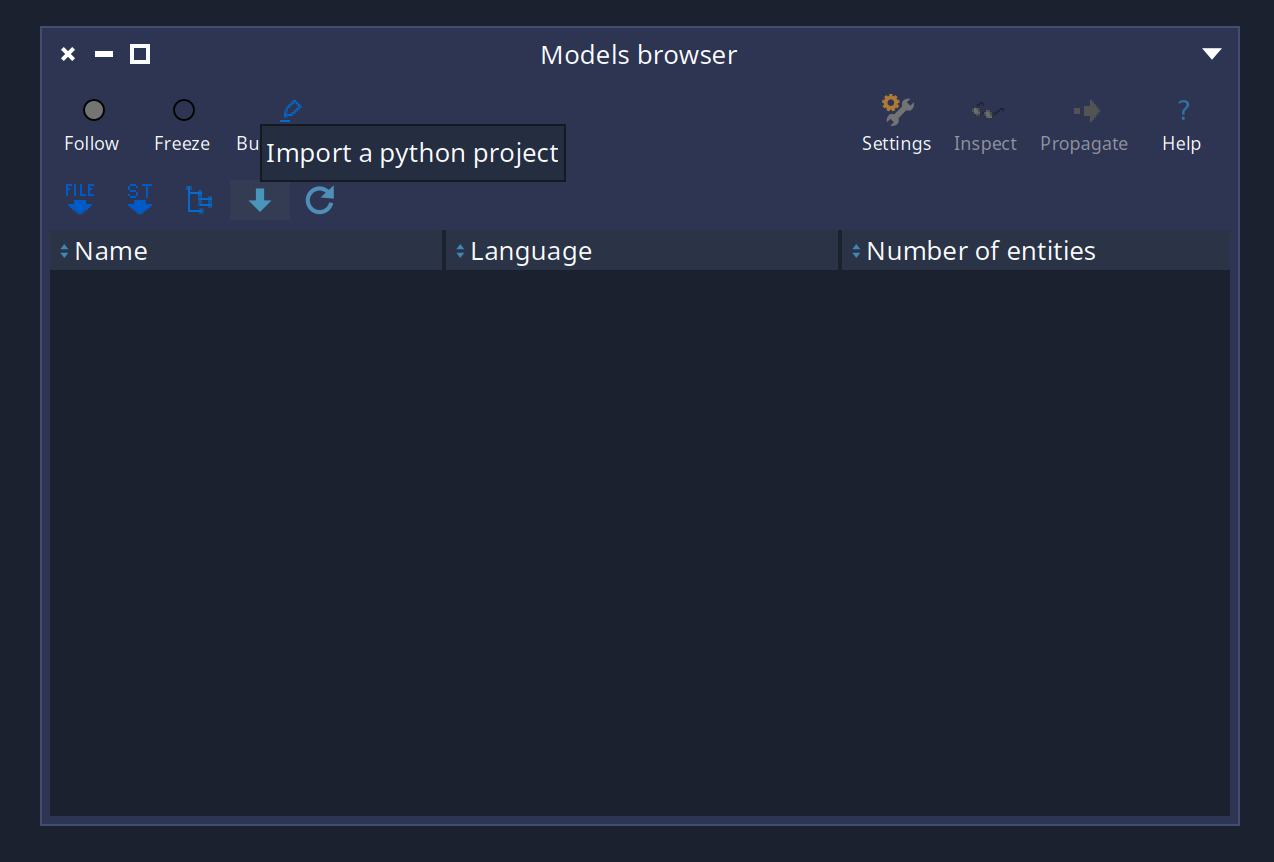 Models browser
Follow
Freeze
Bu
Import a python project
Settings
Inspect
Propagate
? Help
FILE
ST
Name
Language
Number of entities